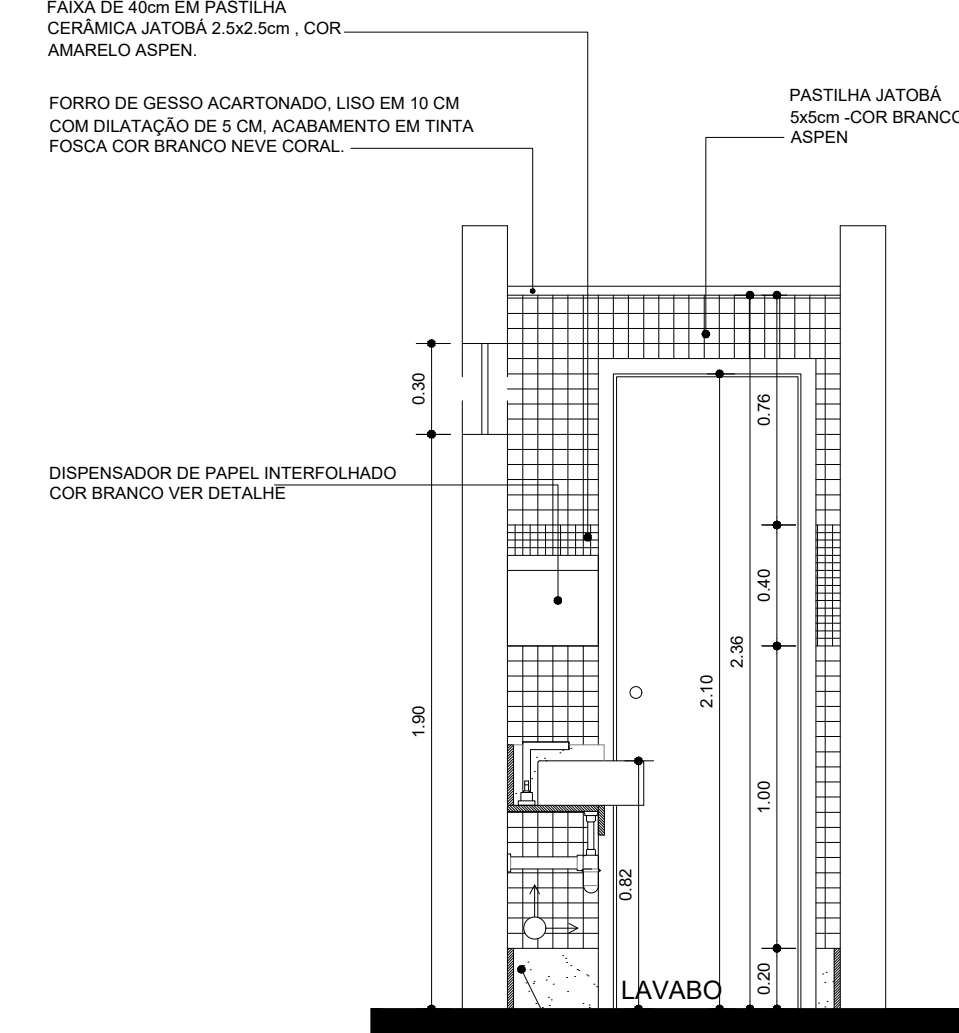 FAIXA DE 40cm EM PASTILHA
CERÂMICA JATOBÁ 2.5x2.5cm , COR
AMARELO ASPEN.
FORRO DE GESSO ACARTONADO, LISO EM 10 CM
COM DILATAÇÃO DE 5 CM, ACABAMENTO EM TINTA
FOSCA COR BRANCO NEVE CORAL.
PASTILHA JATOBÁ
5x5cm -COR BRANCO
ASPEN
0.30
0.76
DISPENSADOR DE PAPEL INTERFOLHADO
COR BRANCO VER DETALHE
0.40
2.36
2.10
1.90
1.00
0.82
0.20
LAVABO